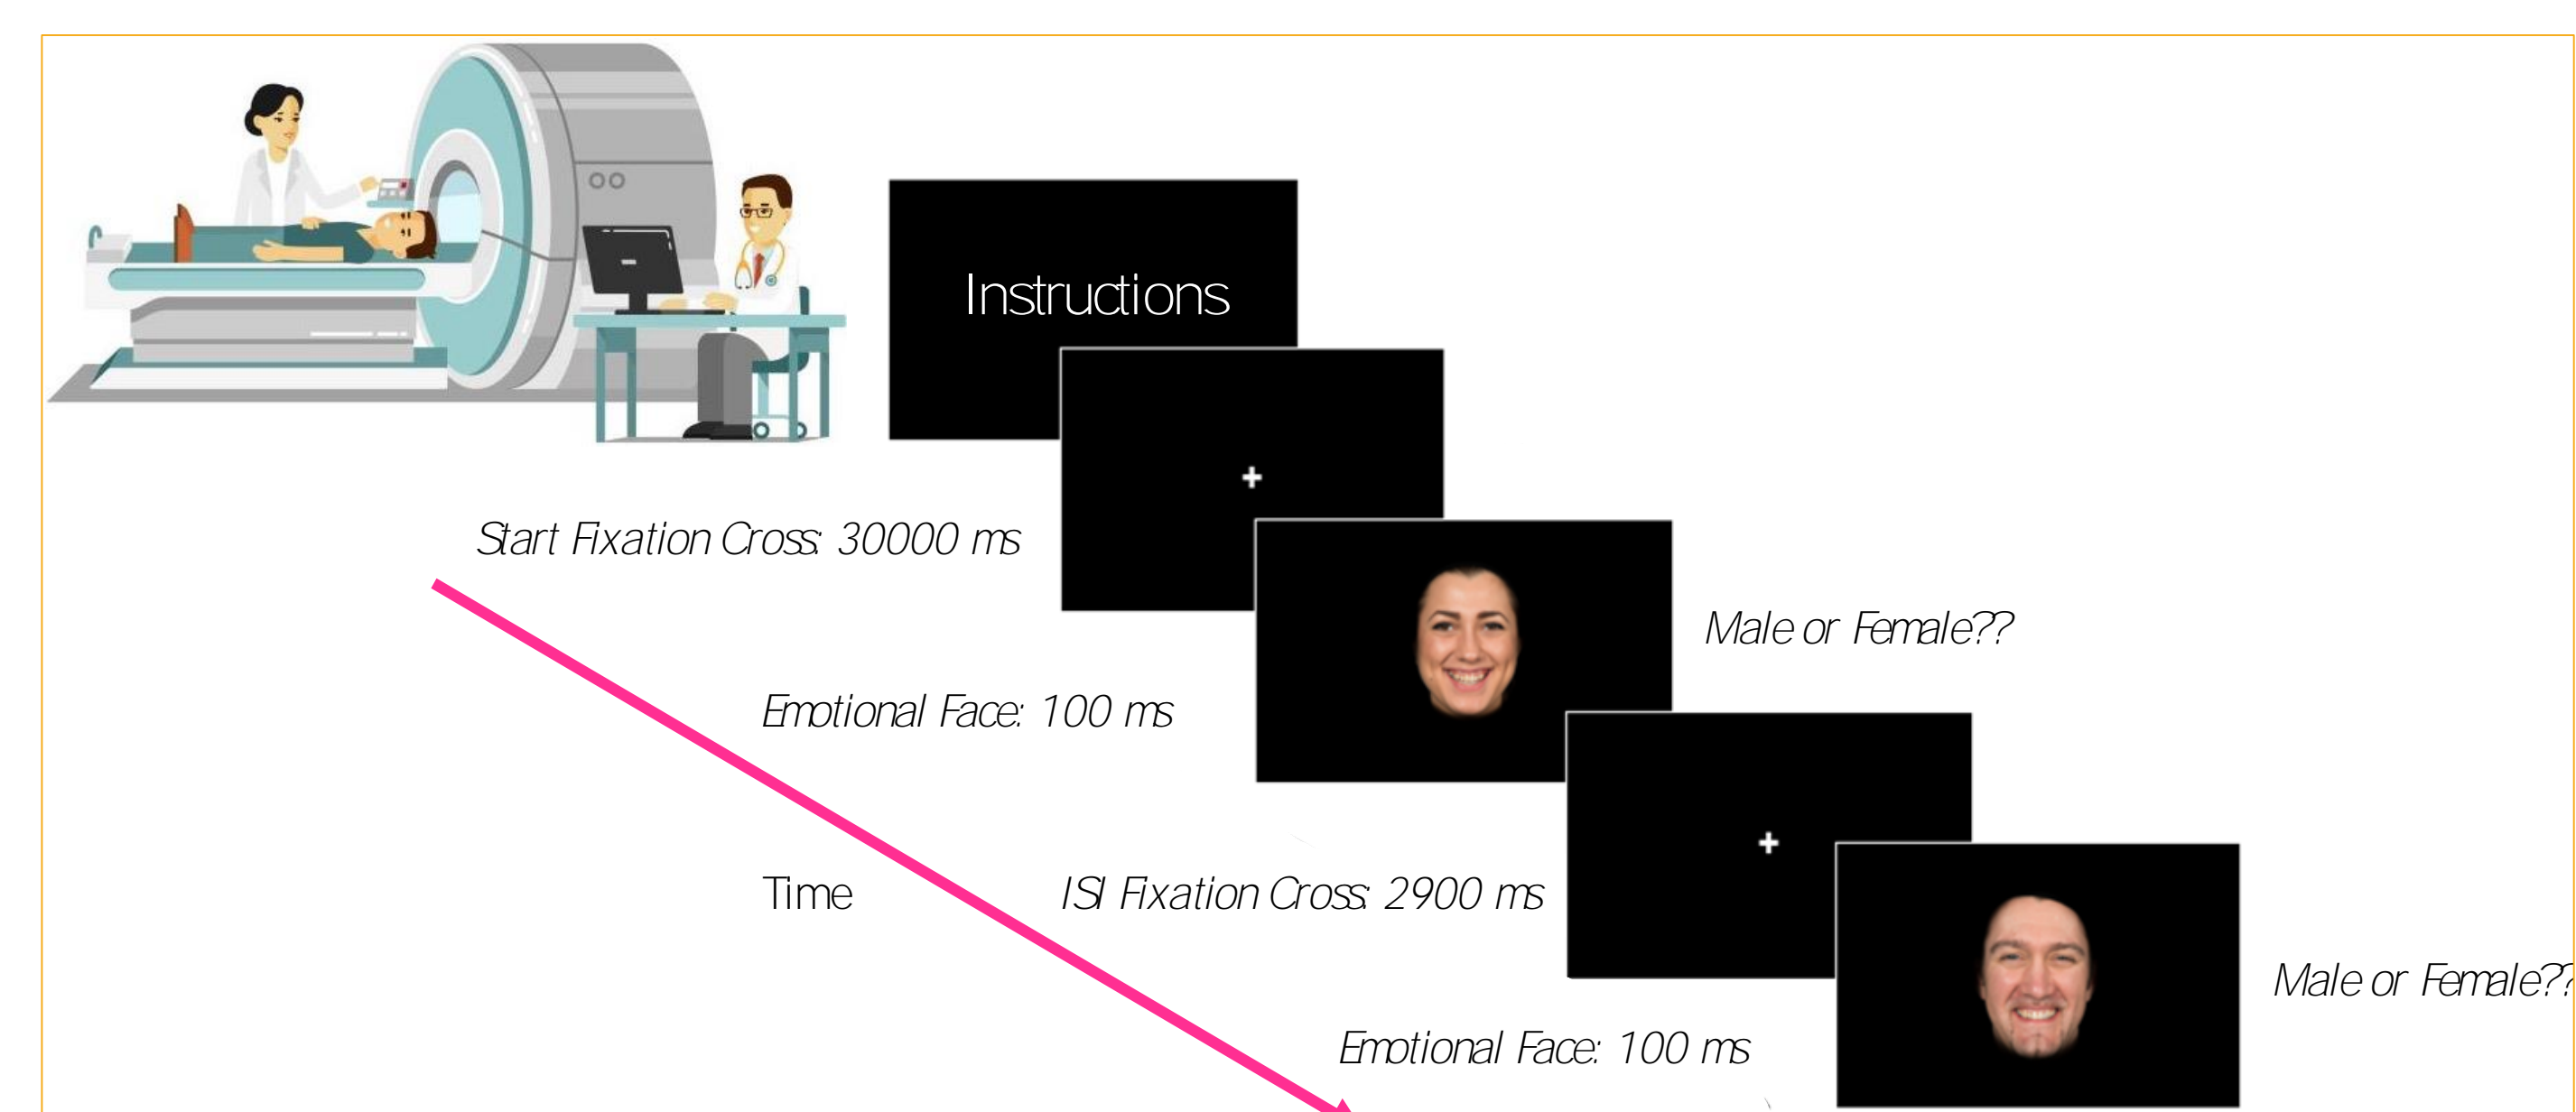 Instructions
Start Fixation Cross: 30000 ms
Male or Female??
Emotional Face: 100 ms
Time
ISI Fixation Cross: 2900 ms
Male or Female??
Emotional Face: 100 ms